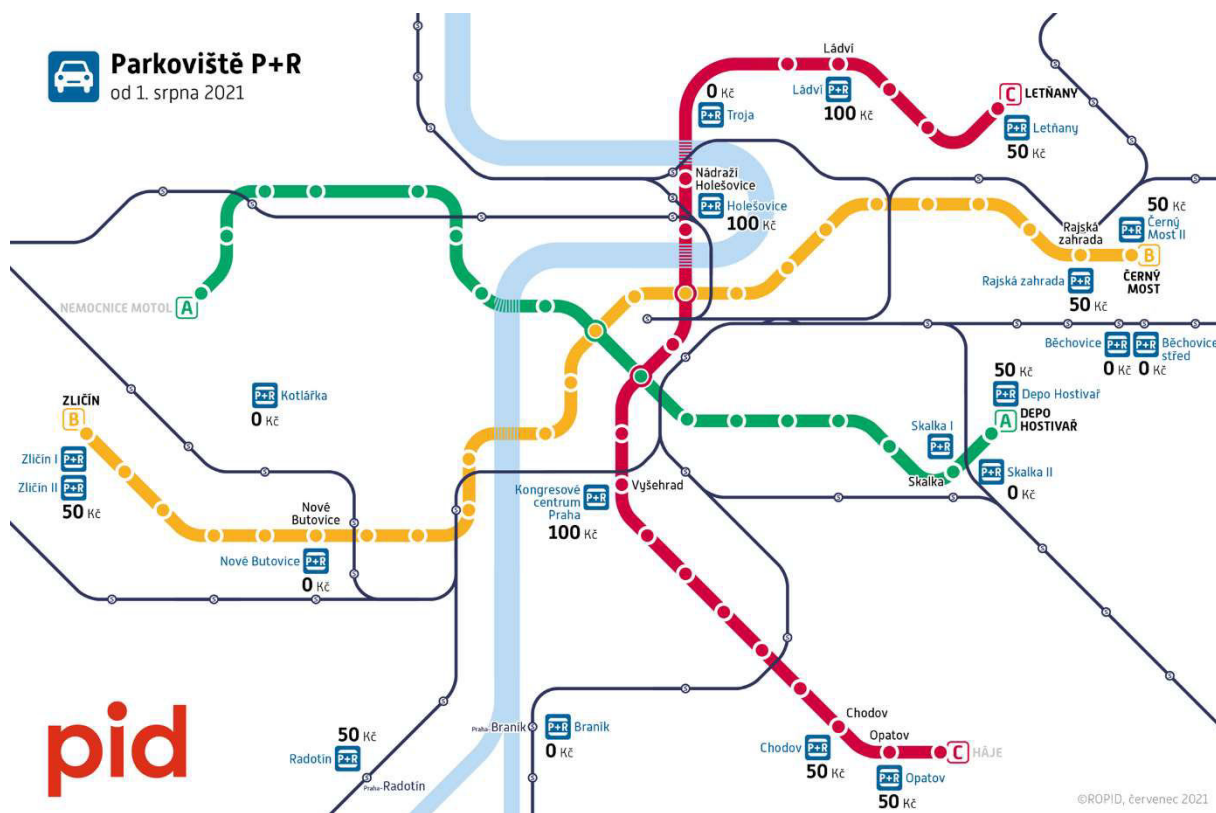 Parkoviště P+R
od 1. srpna 2021
Ládví
0 Kč
P+R Troja
Ládví P+R
100 Kč
C LETŇANY
P+R Letňany
50 Kč
Nádraží
Holešovice
P+R Holešovice
100 Kč
50 Kč
P+R Černý
Most II
Rajská
zahrada
Rajská zahrada P+R
50 Kč
B
ČERNÝ
MOST
NEMOCNICE MOTOL A
Běchovice P+R
0 Kč
P+R Běchovice
střed
0 Kč
50 Kč
P+R Depo Hostivař
A DEPO
HOSTIVAŘ
P+R Kotlářka
0 Kč
ZLIČÍN
B
Zličín I P+R
Zličín II P+R
50 Kč
Skalka I
P+R
Skalka
P+R Skalka II
0 Kč
Kongresové
centrum
Praha
P+R
100 Kč
Vyšehrad
Nové
Butovice
Nové Butovice P+R
0 Kč
pid
50 Kč
Radotín P+R
Praha-Radotín
Praha-Braník
P+R Braník
0 Kč
Chodov
Chodov P+R
50 Kč
Opatov
P+R Opatov
50 Kč
C HÁJE
©ROPID, červenec 2021